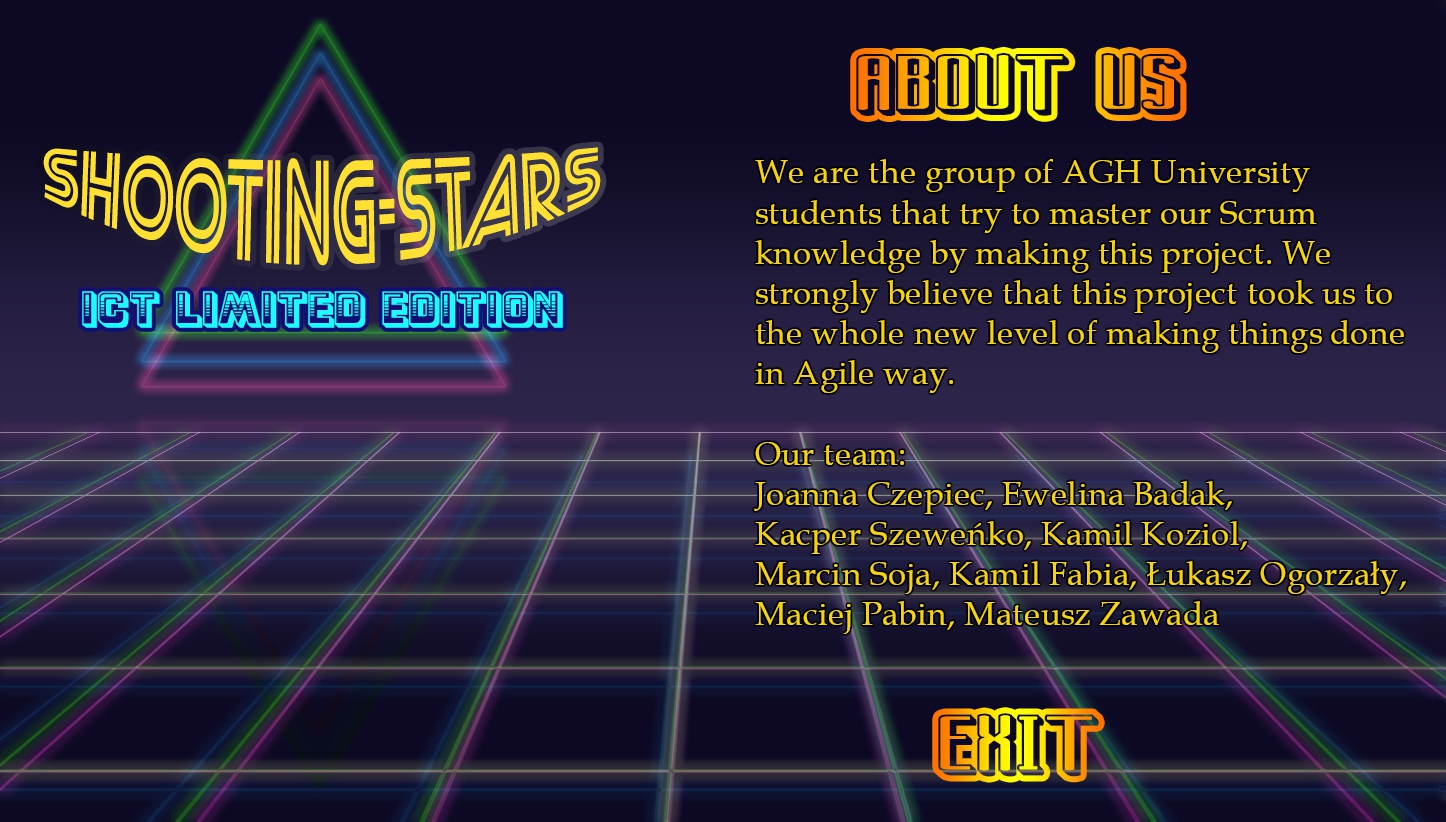 SHOOTING-STARS
ICT LIMITED EDITION
ABOUT US
We are the group of AGH University
students that try to master our Scrum
knowledge by making this project. We
strongly believe that this project took us to
the whole new level of making things done
in Agile way.
Our team:
Joanna Czepiec, Ewelina Badak,
Kacper Szeweńko, Kamil Koziol,
Marcin Soja, Kamil Fabia, Łukasz Ogorzały,
Maciej Pabin, Mateusz Zawada
EXIT